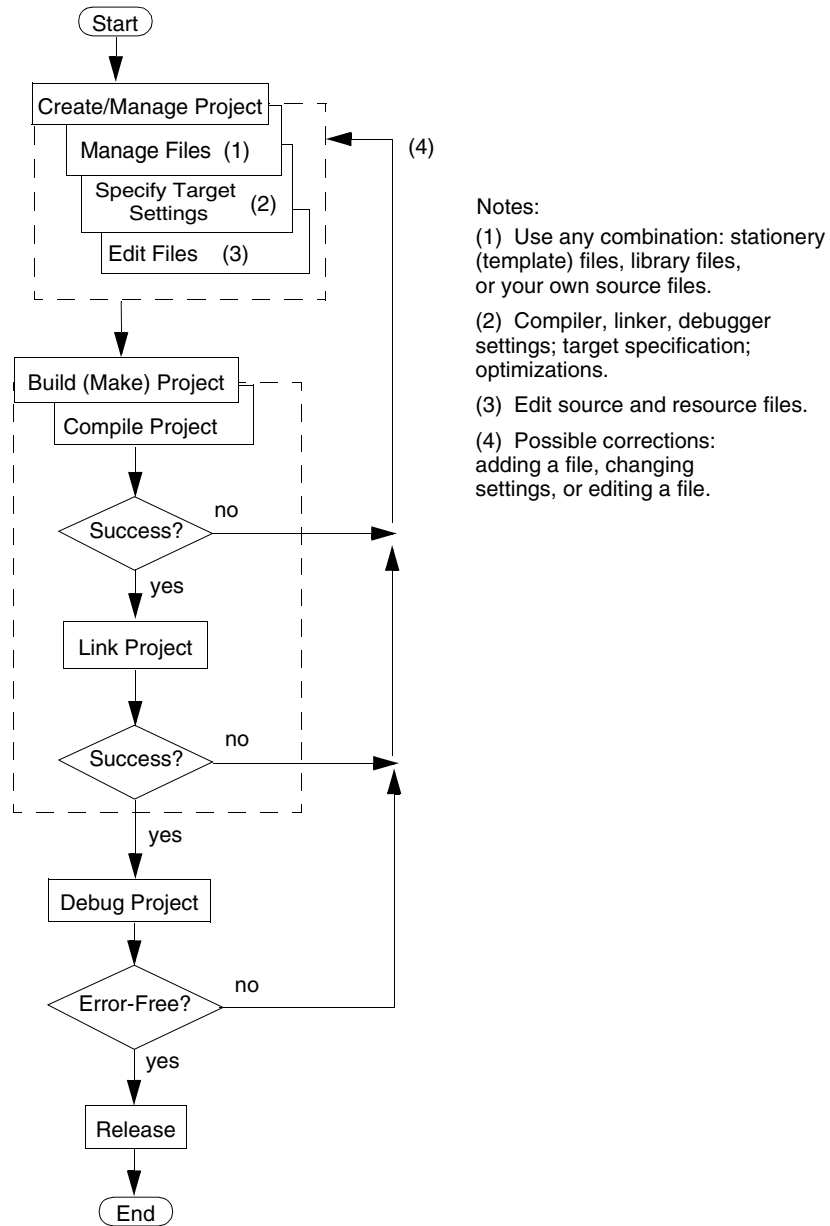 Start
Create/Manage Project
Manage Files (1)
Specify Target
Settings (2)
Edit Files (3)
(4)
Build (Make) Project
Compile Project
Success?
no
yes
Link Project
Success?
no
yes
Debug Project
Error-Free?
no
yes
Release
End
Notes:
(1) Use any combination: stationery
(template) files, library files,
or your own source files.
(2) Compiler, linker, debugger
settings; target specification;
optimizations.
(3) Edit source and resource files.
(4) Possible corrections:
adding a file, changing
settings, or editing a file.